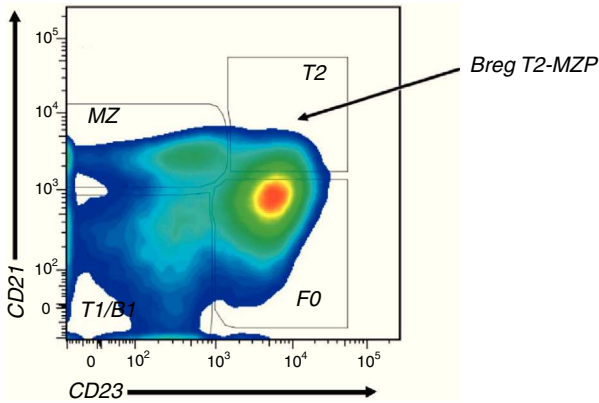 10⁵
T2
Breg T2-MZP
10⁴
MZ
10³
CD21
10²
0
T1/B1
F0
0
10²
10³
10⁴
10⁵
CD23